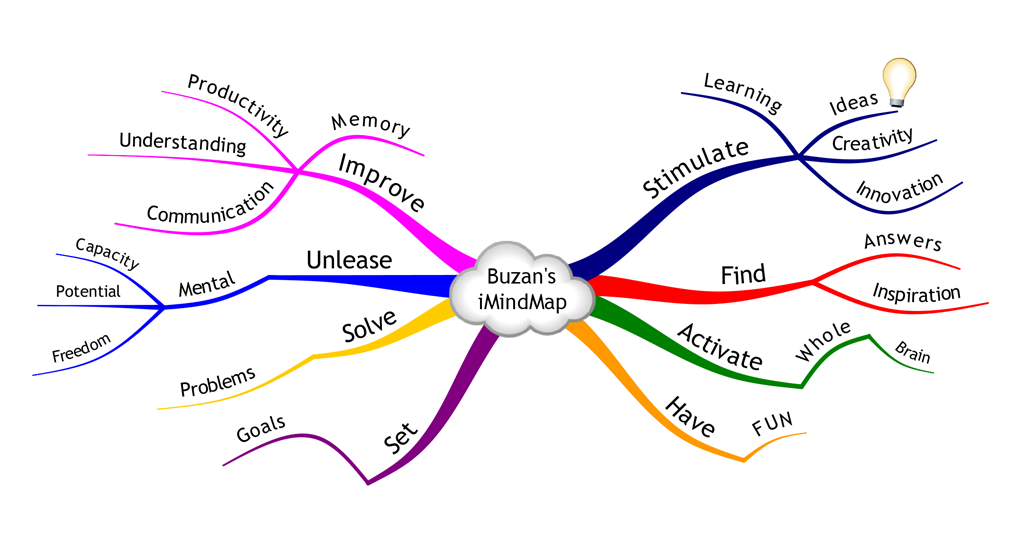 Buzan's
iMindMap
Stimulate
Learning
Ideas
Creativity
Innovation
Find
Answers
Inspiration
Activate
Whole
Brain
Have
FUN
Set
Goals
Solve
Problems
Unlease
Mental
Capacity
Potential
Freedom
Improve
Productivity
Understanding
Communication
Memory